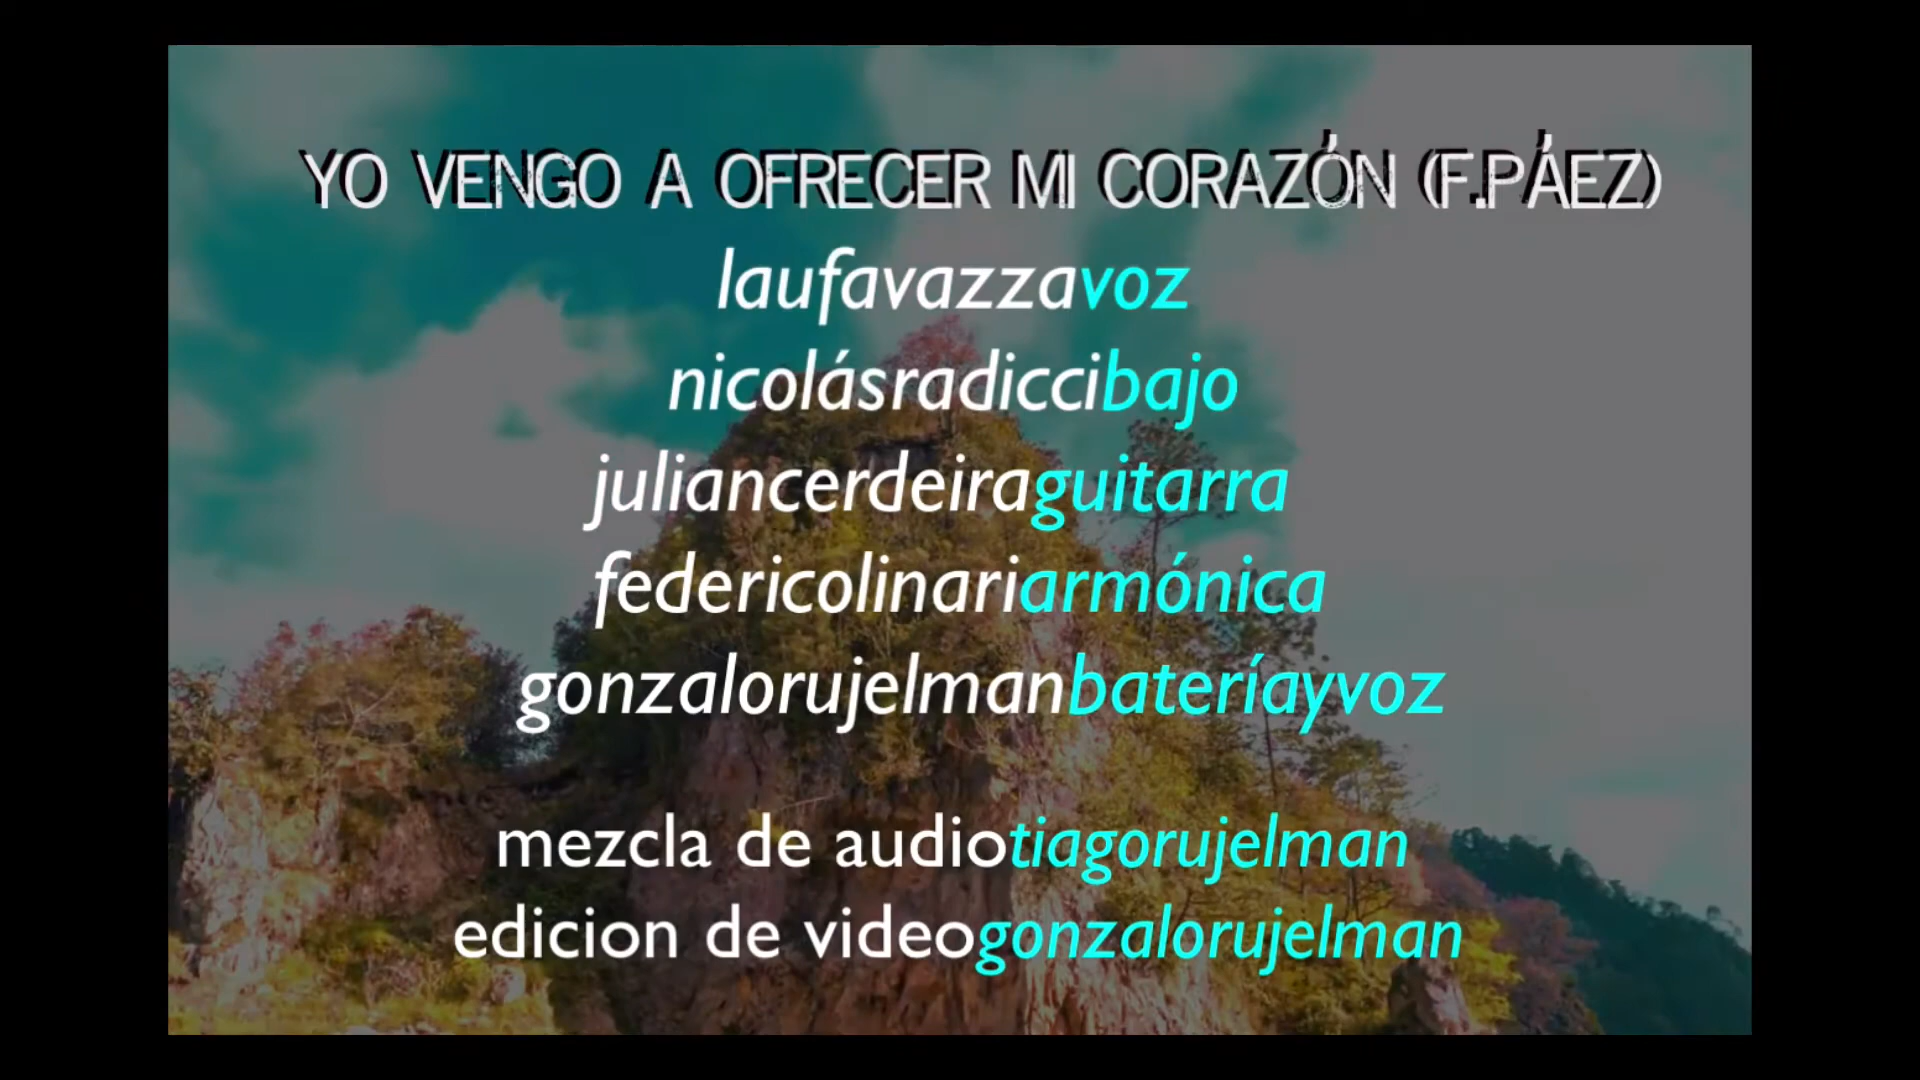 YO VENGO A OFRECER MI CORAZÓN (F.PÁEZ)
laufavazzavoz
nicolásradiccibajo
juliancerdeiraguitarra
federicolinariarmónica
gonzalorujelmanbateríayvoz
mezcla de audiotiagorujelman
edicion de videogonzalorujelman